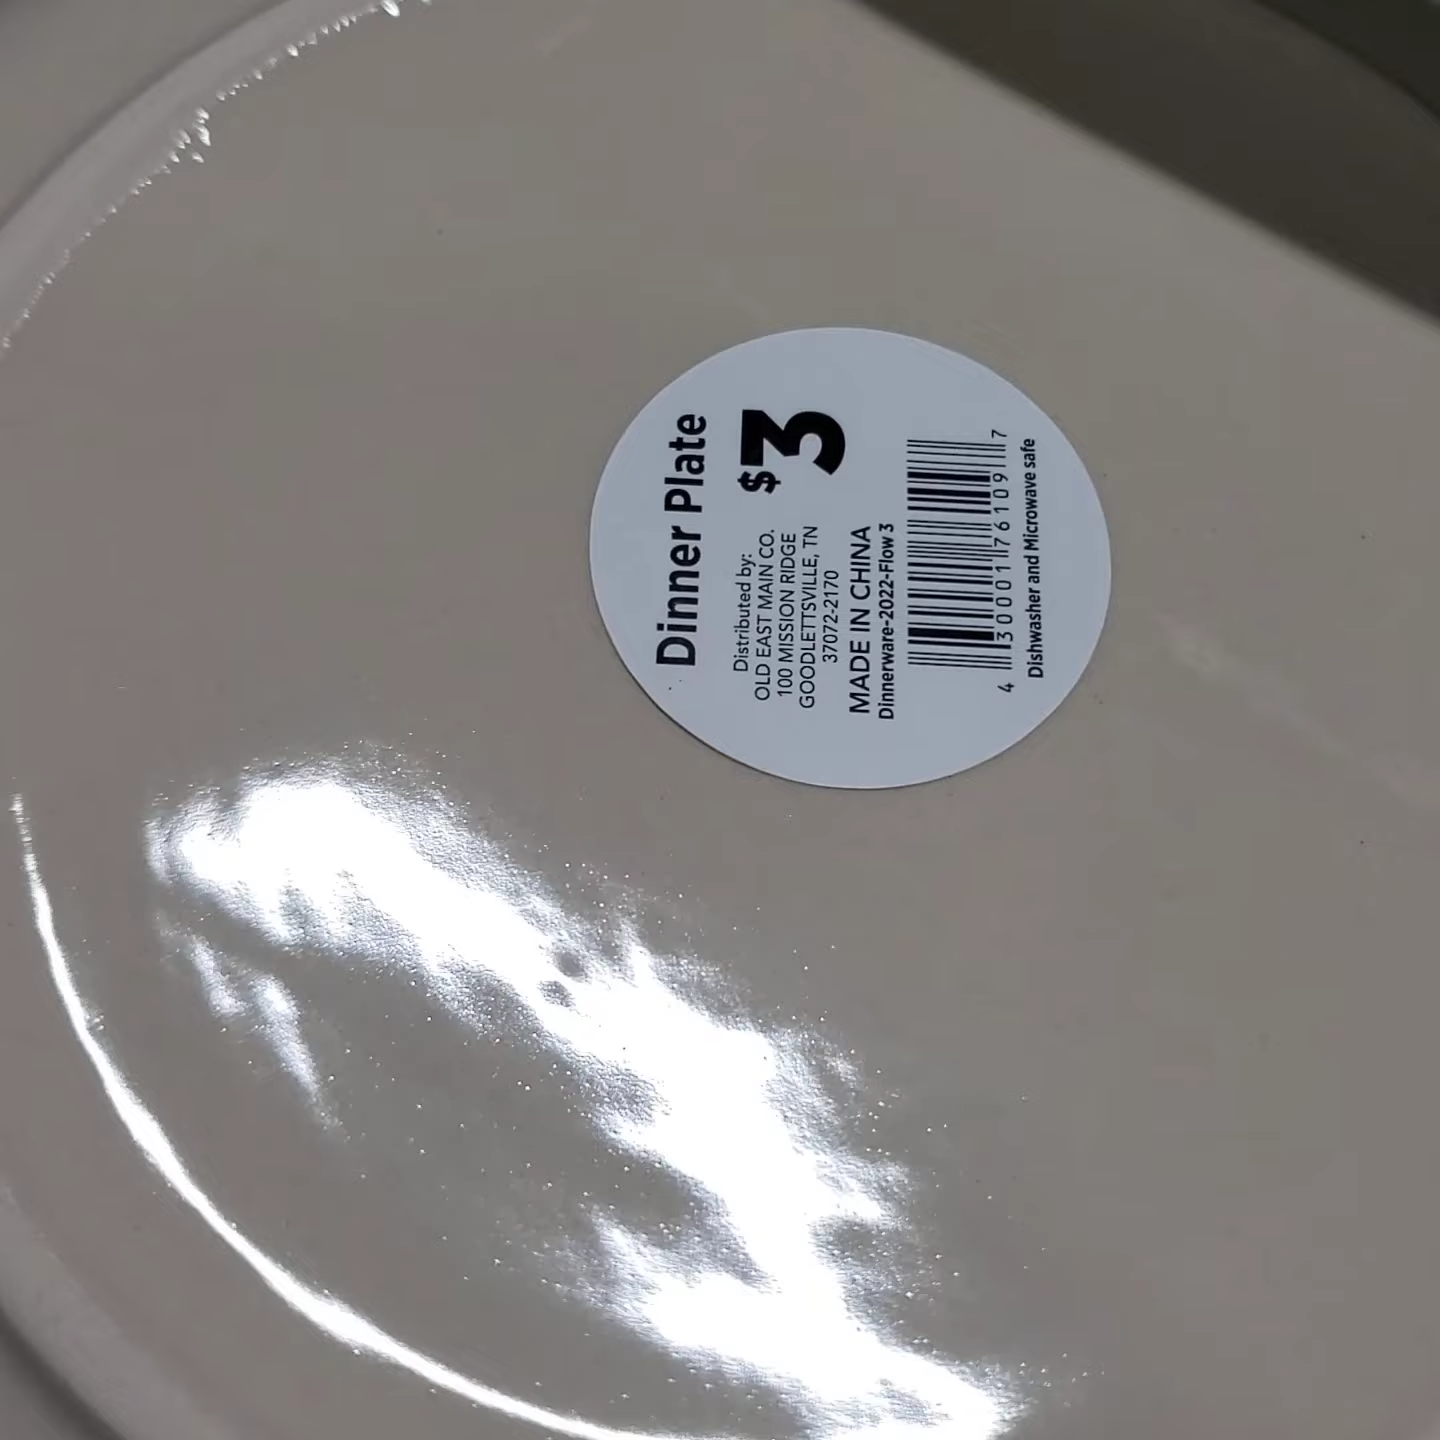 Dinner Plate
$3
Distributed by:
OLD EAST MAIN CO.
100 MISSION RIDGE
GOODLETTSVILLE, TN
37072-2170
MADE IN CHINA
Dinnerware-2022-Flow 3
4 30001 76109 7
Dishwasher and Microwave safe